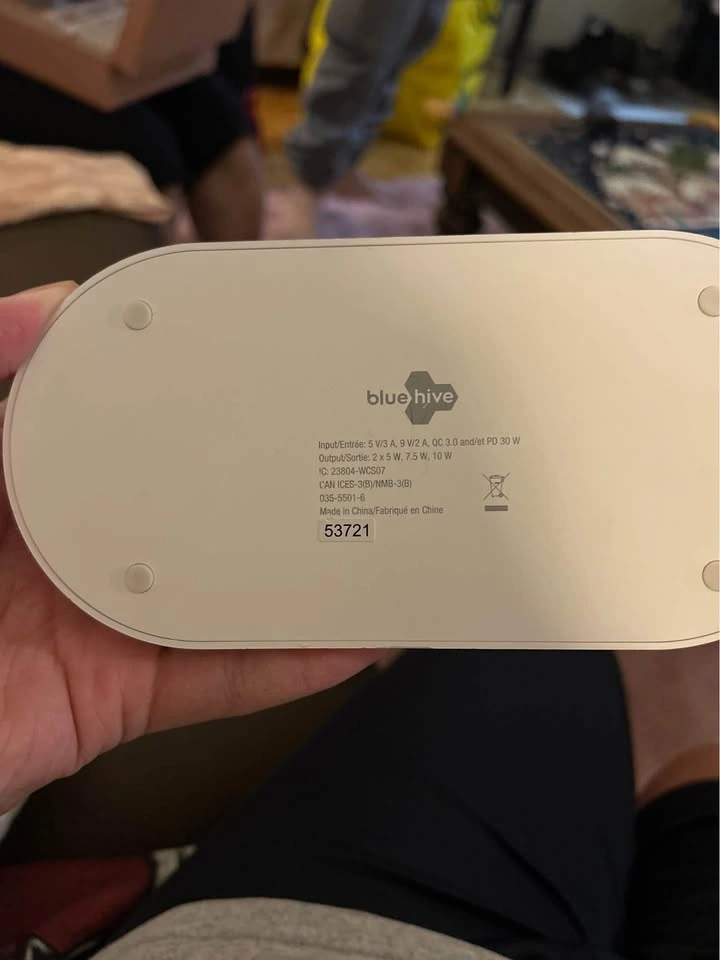 bluehive
Input/Entrée: 5 V/3 A, 9 V/2 A, QC 3.0 and/et PD 30 W
Output/Sortie: 2 x 5 W, 7.5 W, 10 W
IC: 23804-WCS07
CAN ICES-3(B)/NMB-3(B)
035-5501-6
Made in China/Fabriqué en Chine
53721